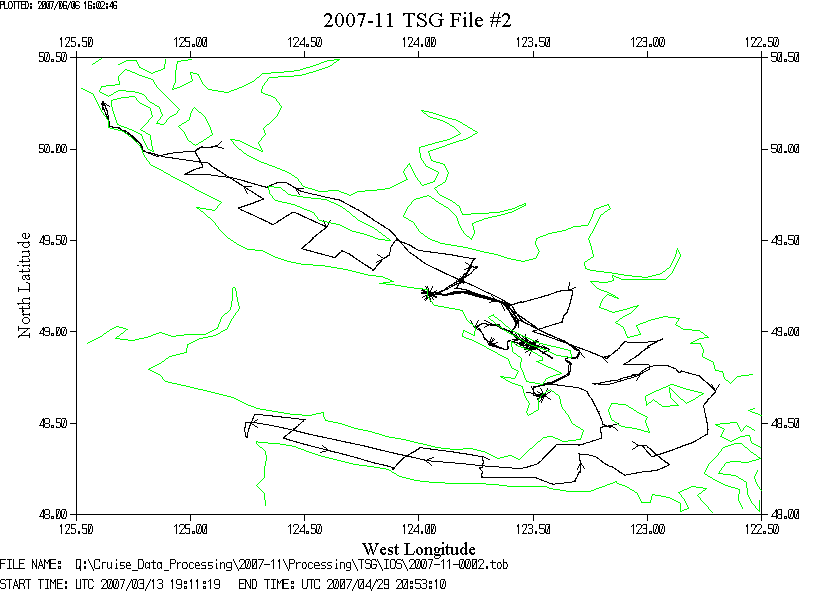 PLOTTED: 2007/06/06 16:02:46
2007-11 TSG File #2
125.50 125.00 124.50 124.00 123.50 123.00 122.50
50.50 50.50
50.00 50.00
49.50 49.50
North Latitude
49.00 49.00
48.50 48.50
48.00 48.00
125.50 125.00 124.50 124.00 123.50 123.00 122.50
West Longitude
FILE NAME: Q:\Cruise_Data_Processing\2007-11\Processing\TSG\IOS\2007-11-0002.tob
START TIME: UTC 2007/03/13 19:11:19 END TIME: UTC 2007/04/29 20:53:10